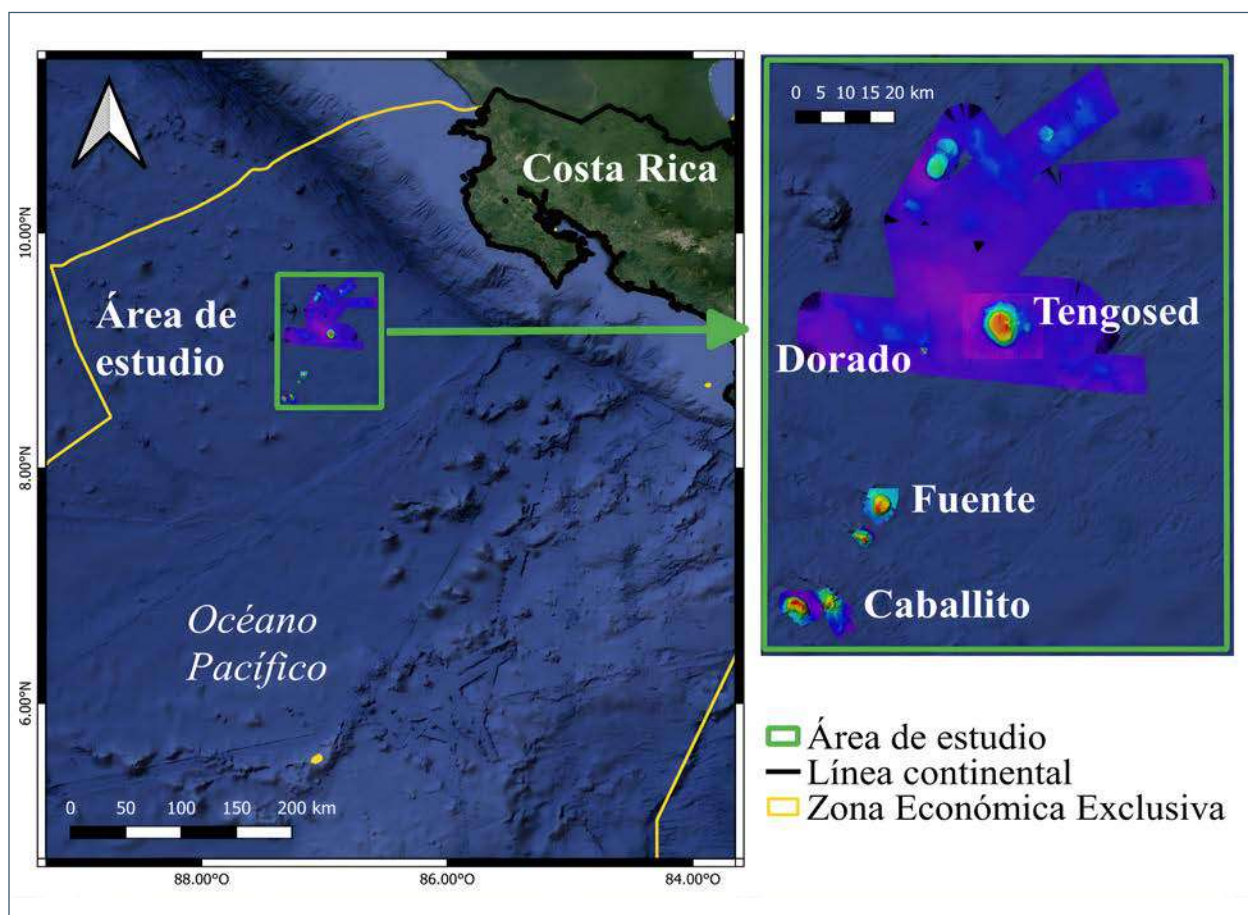 Costa Rica
Área de
estudio
Océano
Pacífico
0 50 100 150 200 km
10.00°N
8.00°N
6.00°N
88.00°O
86.00°O
84.00°O
0 5 10 15 20 km
Tengosed
Dorado
Fuente
Caballito
Área de estudio
Línea continental
Zona Económica Exclusiva